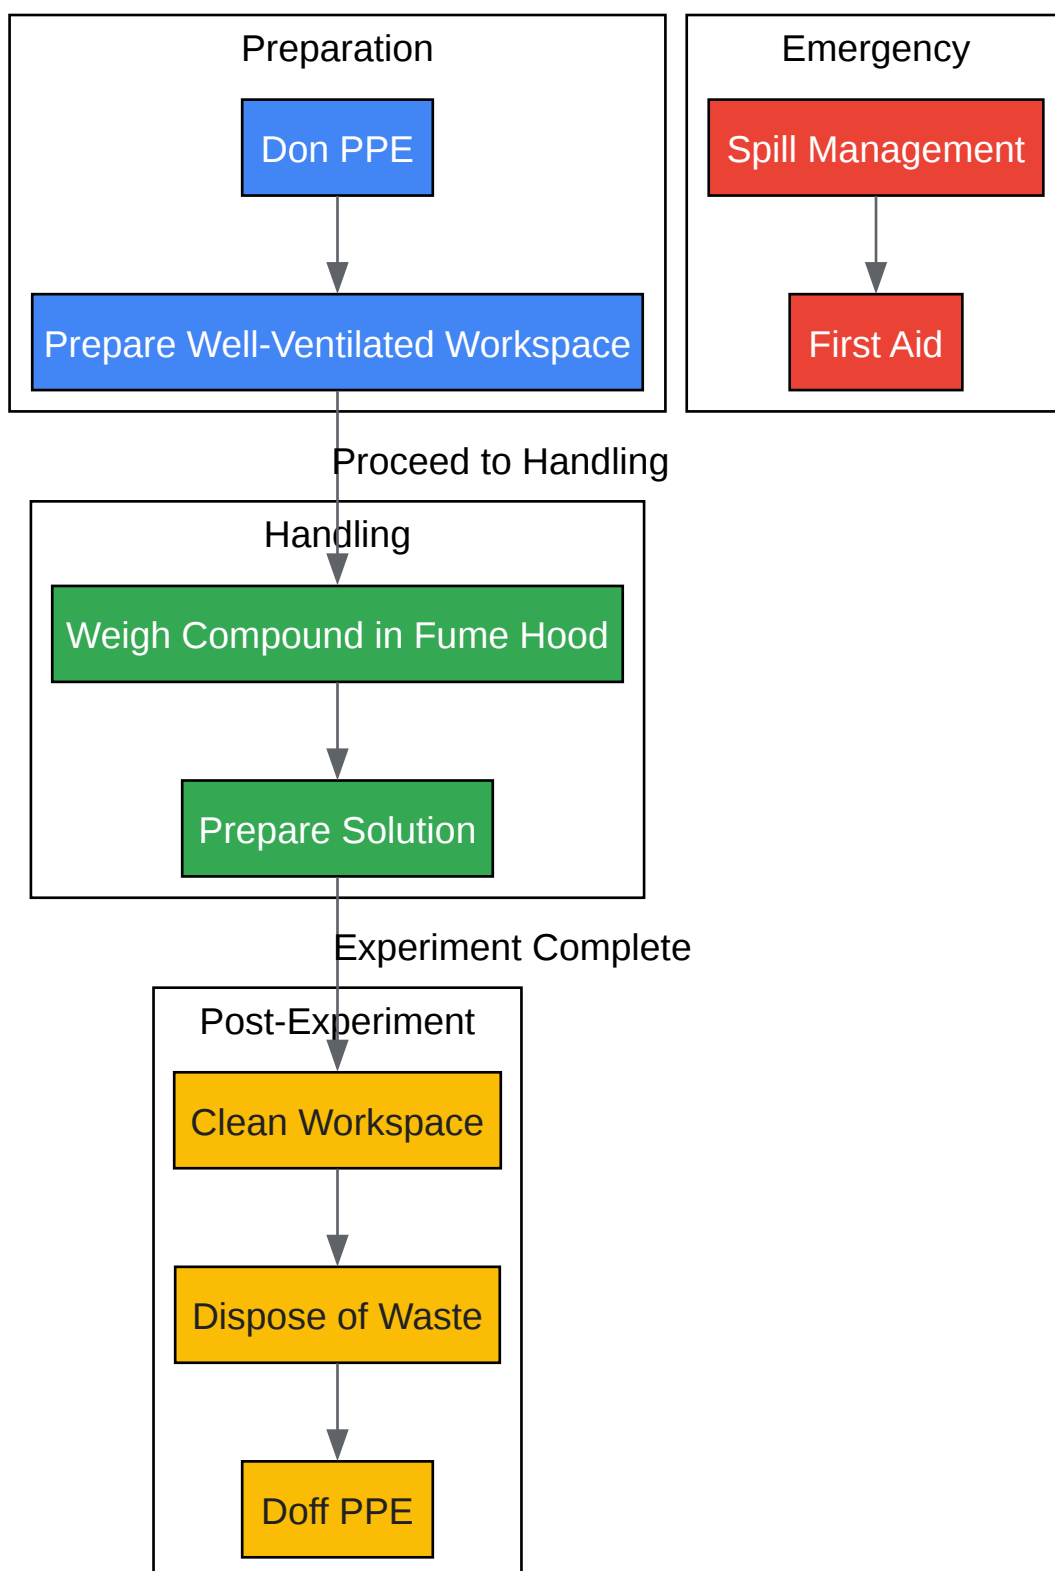 Preparation
Don PPE
Prepare Well-Ventilated Workspace
Emergency
Spill Management
First Aid
Proceed to Handling
Handling
Weigh Compound in Fume Hood
Prepare Solution
Experiment Complete
Post-Experiment
Clean Workspace
Dispose of Waste
Doff PPE